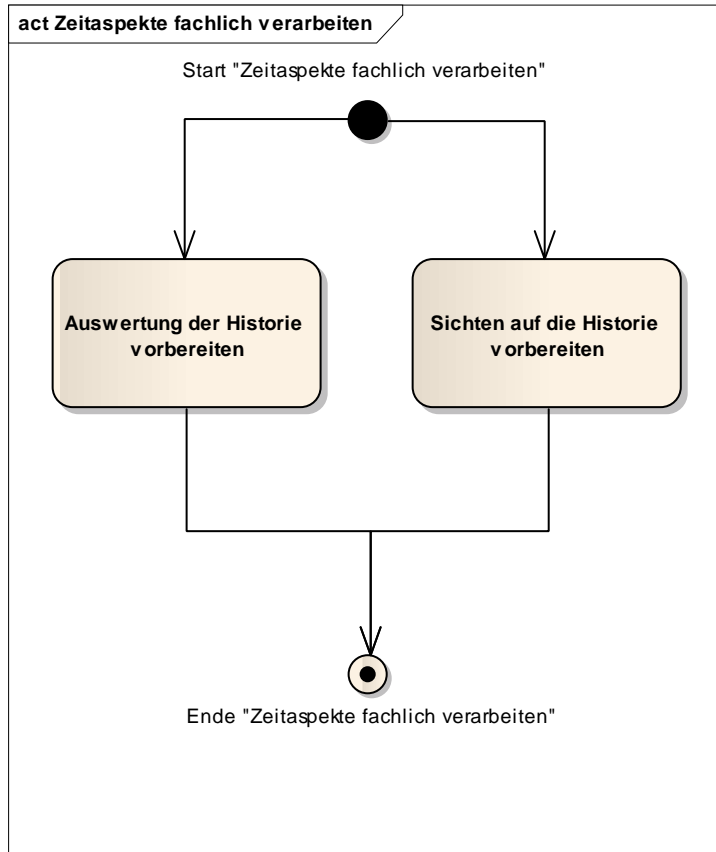 act Zeitaspekte fachlich verarbeiten
Start "Zeitaspekte fachlich verarbeiten"
Auswertung der Historie
vorbereiten
Sichten auf die Historie
vorbereiten
Ende "Zeitaspekte fachlich verarbeiten"